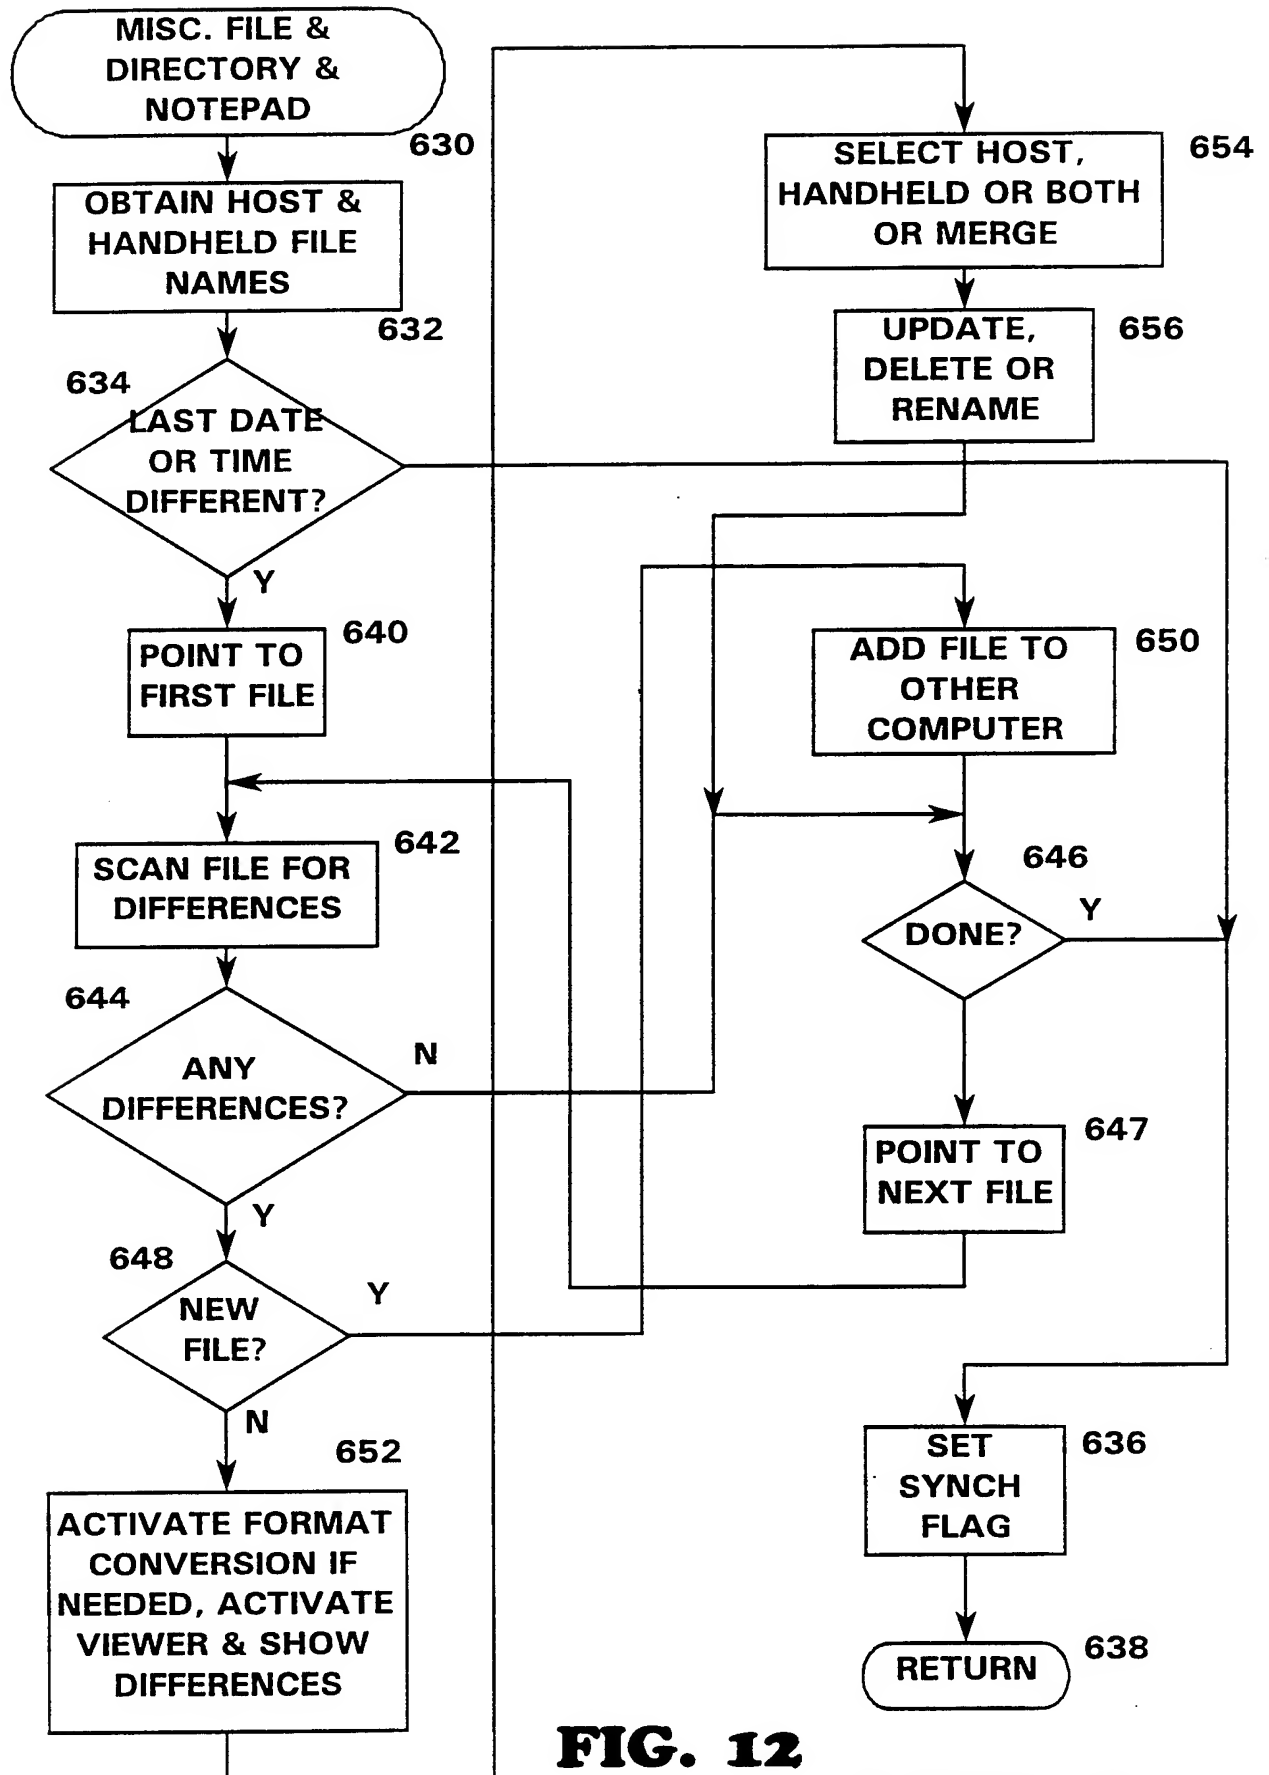 MISC. FILE &
DIRECTORY &
NOTEPAD
630
OBTAIN HOST &
HANDHELD FILE
NAMES
632
634
LAST DATE
OR TIME
DIFFERENT?
Y
640
POINT TO
FIRST FILE
642
SCAN FILE FOR
DIFFERENCES
644
ANY
DIFFERENCES?
N
Y
648
NEW
FILE?
Y
N
652
ACTIVATE FORMAT
CONVERSION IF
NEEDED, ACTIVATE
VIEWER & SHOW
DIFFERENCES
SELECT HOST,
HANDHELD OR BOTH
OR MERGE
654
UPDATE,
DELETE OR
RENAME
656
ADD FILE TO
OTHER
COMPUTER
650
646
DONE?
Y
647
POINT TO
NEXT FILE
SET
SYNCH
FLAG
636
RETURN
638
FIG. 12